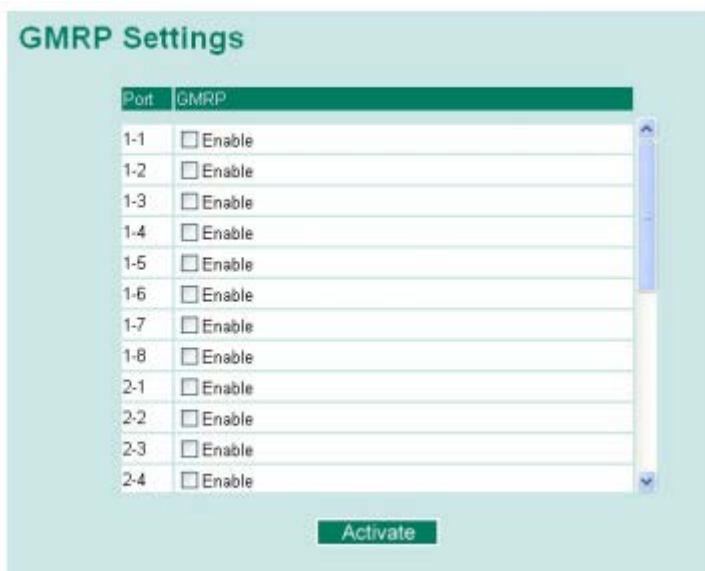 GMRP Settings
Port GMRP
1-1 Enable
1-2 Enable
1-3 Enable
1-4 Enable
1-5 Enable
1-6 Enable
1-7 Enable
1-8 Enable
2-1 Enable
2-2 Enable
2-3 Enable
2-4 Enable
Activate